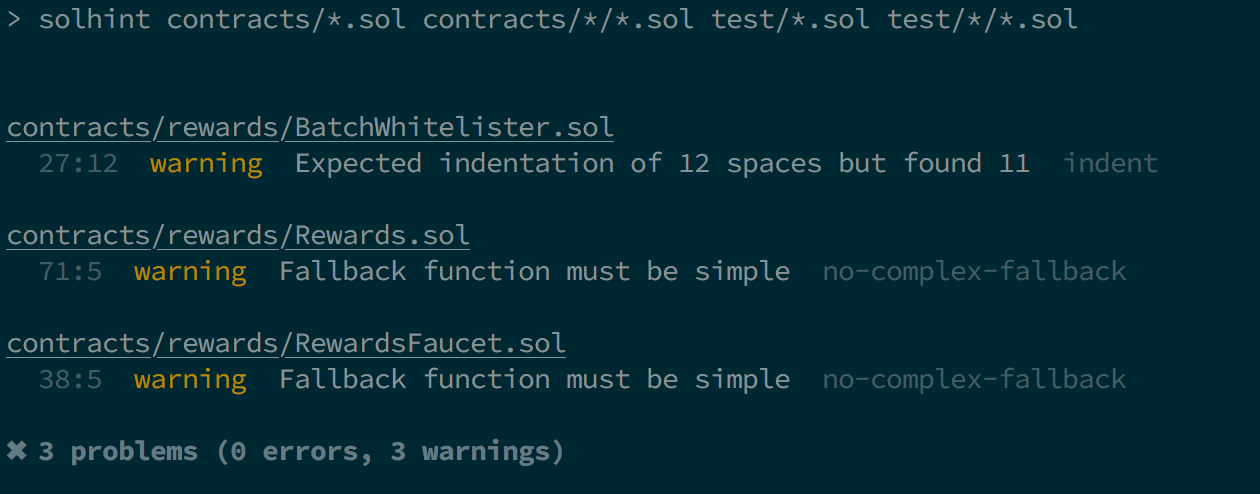 > solhint contracts/*.sol contracts/*/*.sol test/*.sol test/*/*.sol
contracts/rewards/BatchWhitelister.sol
27:12 warning Expected indentation of 12 spaces but found 11 indent
contracts/rewards/Rewards.sol
71:5 warning Fallback function must be simple no-complex-fallback
contracts/rewards/RewardsFaucet.sol
38:5 warning Fallback function must be simple no-complex-fallback
✖ 3 problems (0 errors, 3 warnings)